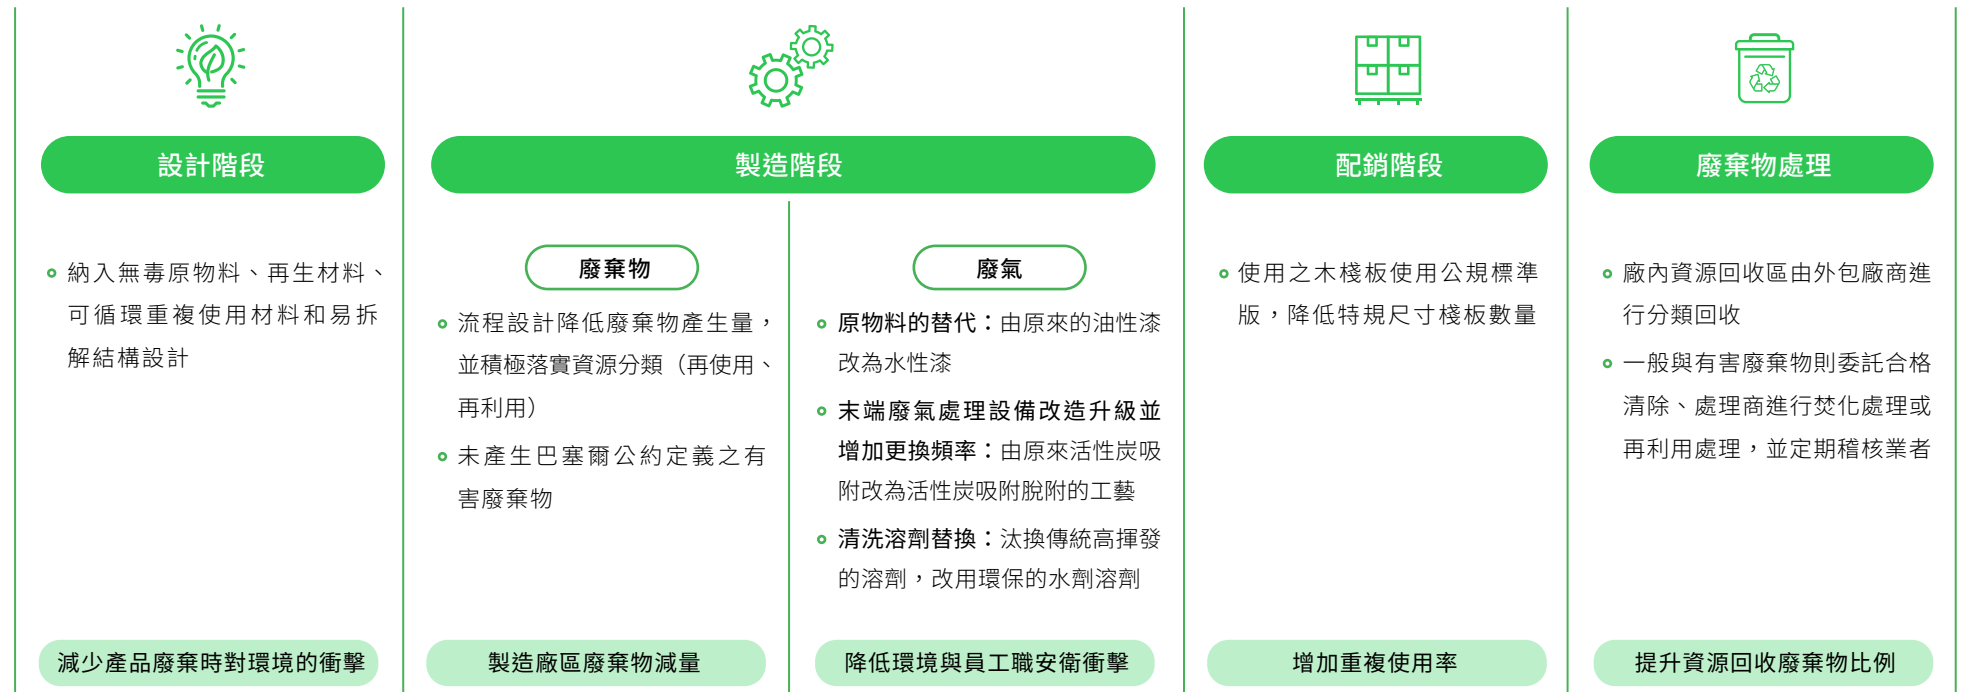 設計階段
納入無毒原物料、再生材料、
可循環重複使用材料和易拆
解結構設計
減少產品廢棄時對環境的衝擊
製造階段
廢棄物
流程設計降低廢棄物產生量，
並積極落實資源分類（再使用、
再利用）
未產生巴塞爾公約定義之有
害廢棄物
製造廠區廢棄物減量
廢氣
原物料的替代：由原來的油性漆
改為水性漆
末端廢氣處理設備改造升級並
增加更換頻率：由原來活性炭吸
附改為活性炭吸附脫附的工藝
清洗溶劑替換：汰換傳統高揮發
的溶劑，改用環保的水劑溶劑
降低環境與員工職安衛衝擊
配銷階段
使用之木棧板使用公規標準
版，降低特規尺寸棧板數量
增加重複使用率
廢棄物處理
廠內資源回收區由外包廠商進
行分類回收
一般與有害廢棄物則委託合格
清除、處理商進行焚化處理或
再利用處理，並定期稽核業者
提升資源回收廢棄物比例